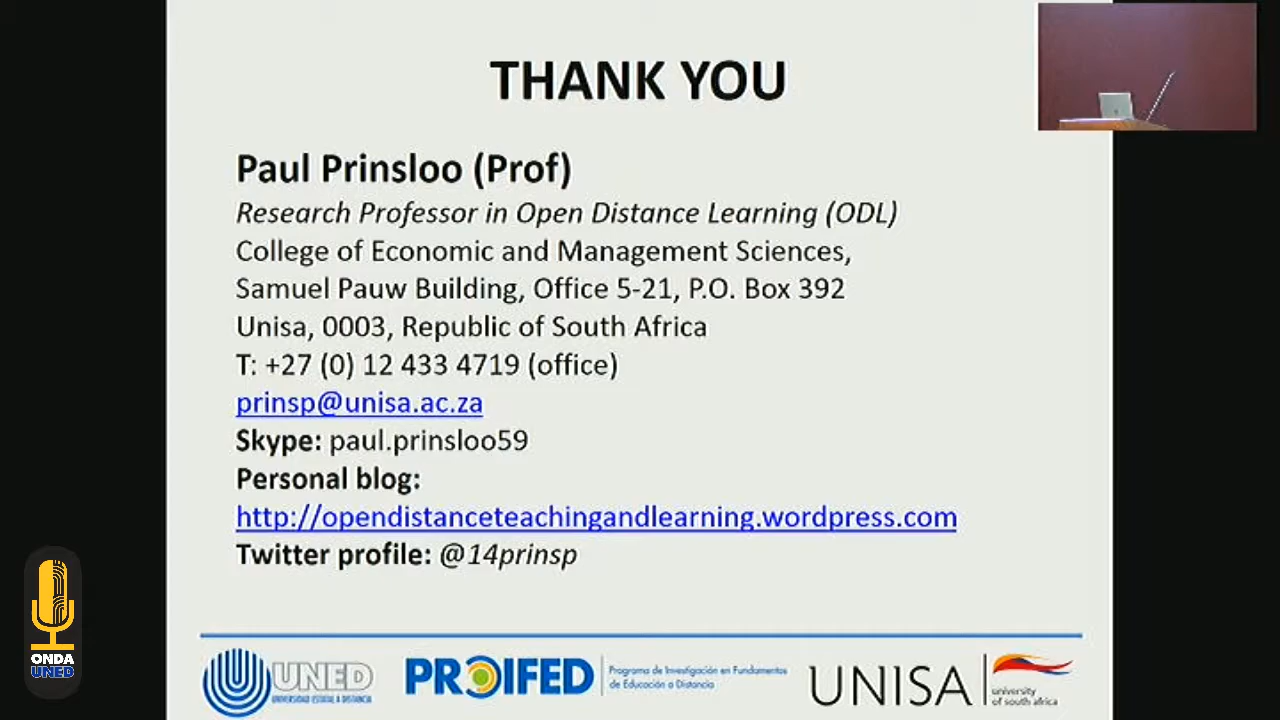 THANK YOU
Paul Prinsloo (Prof)
Research Professor in Open Distance Learning (ODL)
College of Economic and Management Sciences,
Samuel Pauw Building, Office 5-21, P.O. Box 392
Unisa, 0003, Republic of South Africa
T: +27 (0) 12 433 4719 (office)
prinsp@unisa.ac.za
Skype: paul.prinsloo59
Personal blog:
http://opendistanceteachingandlearning.wordpress.com
Twitter profile: @14prinsp
ONDA
UNED
UNED
UNIVERSIDAD ESTATAL A DISTANCIA
PROIFED
Programa de Investigación en Fundamentos
de Educación a Distancia
UNISA
university
of south africa